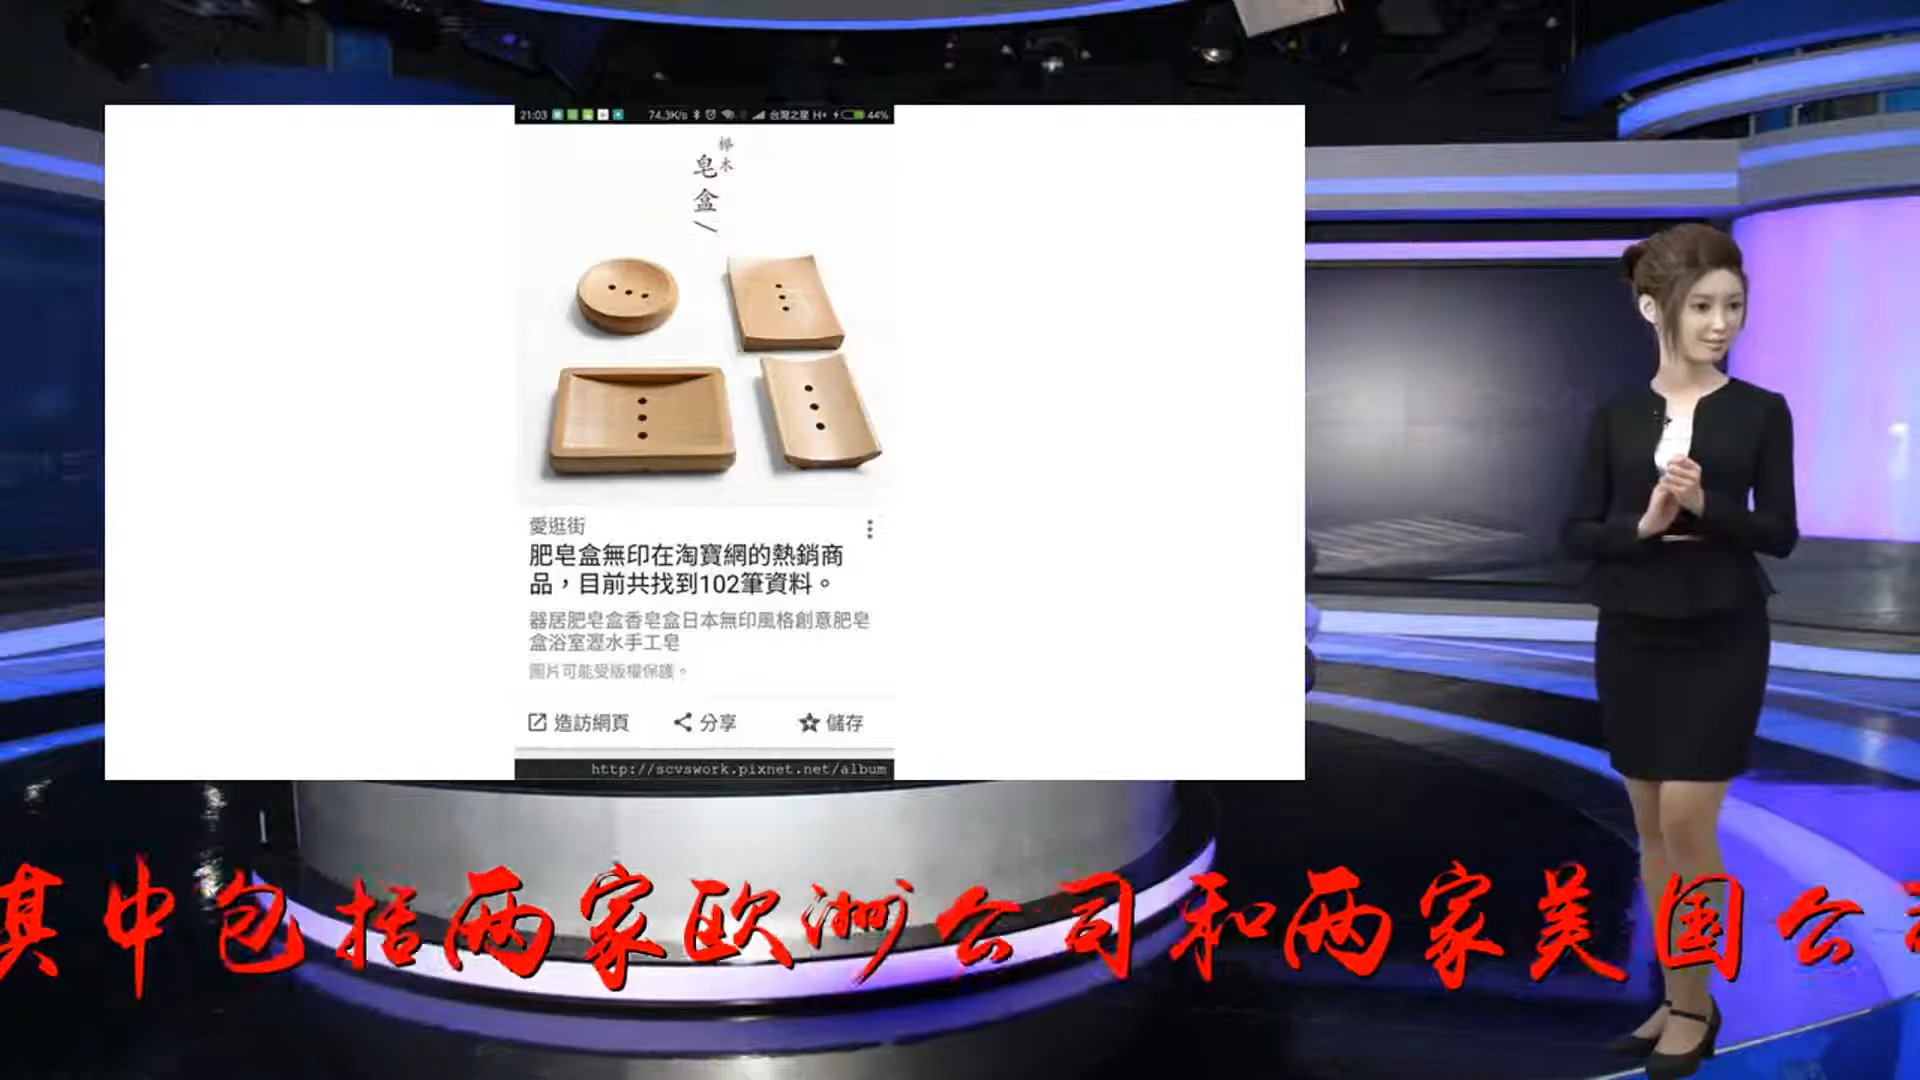 21:03 74.3K/s 台灣之星 H+ 44%
櫸木
皂盒
愛逛街
肥皂盒無印在淘寶網的熱銷商
品，目前共找到102筆資料。
器居肥皂盒香皂盒日本無印風格創意肥皂
盒浴室瀝水手工皂
圖片可能受版權保護。
造訪網頁 分享 儲存
http://scvswork.pixnet.net/album
其中包括两家欧洲公司和两家美国公司